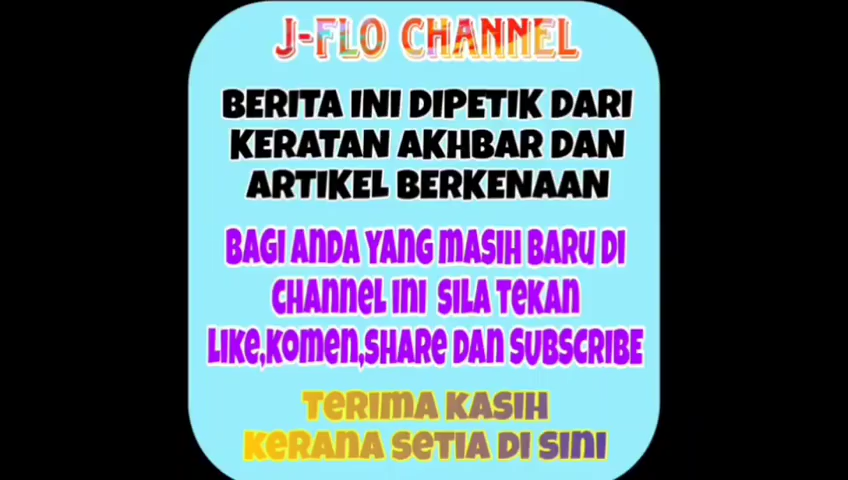 J-FLO CHANNEL
BERITA INI DIPETIK DARI
KERATAN AKHBAR DAN
ARTIKEL BERKENAAN
BAGI ANDA YANG MASIH BARU DI
CHANNEL INI SILA TEKAN
LIKE,KOMEN,SHARE DAN SUBSCRIBE
TERIMA KASIH
KERANA SETIA DI SINI